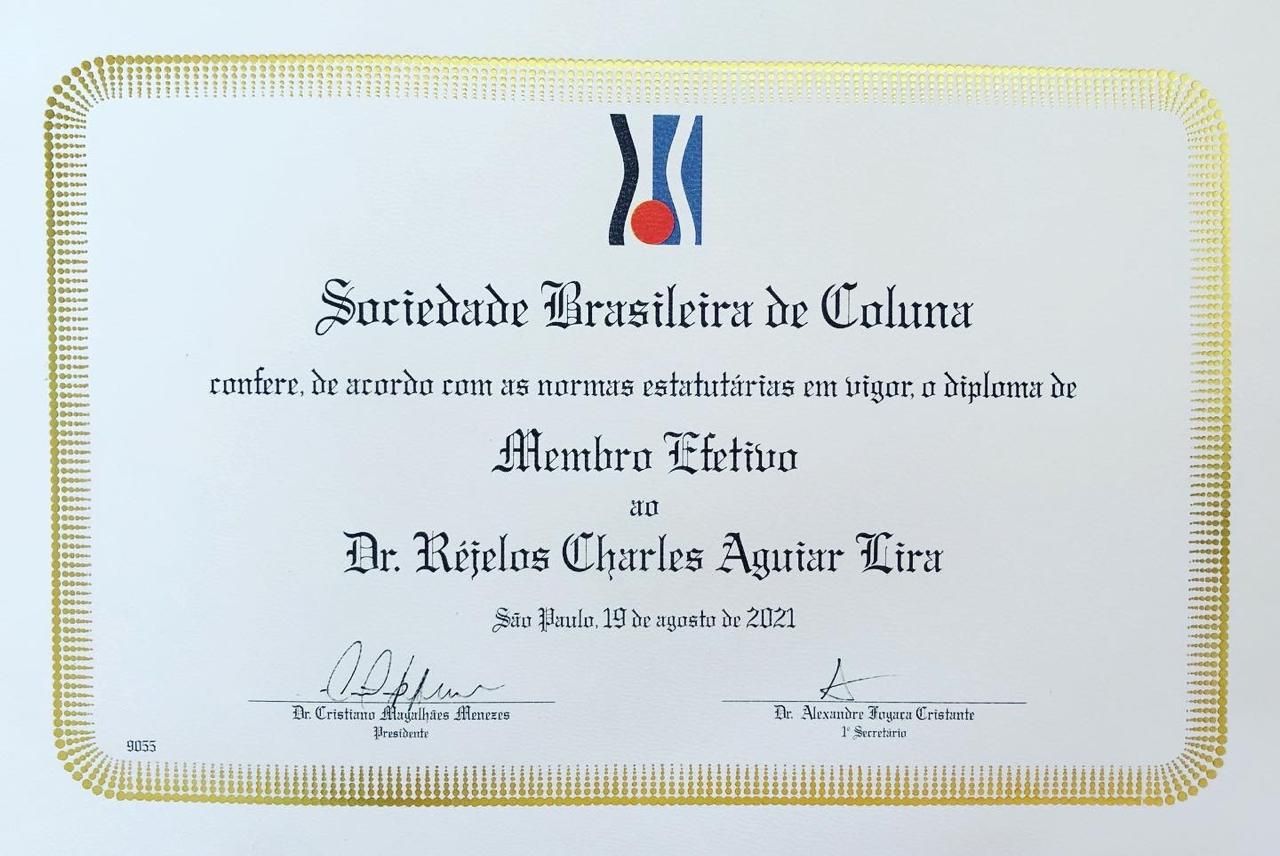 Sociedade Brasileira de Coluna
confere, de acordo com as normas estatutárias em vigor, o diploma de
Membro Efetivo
ao
Dr. Réjelos Charles Aguiar Lira
São Paulo, 19 de agosto de 2021
Dr. Cristiano Magalhães Menezes
Presidente
Dr. Alexandre Fogaça Cristante
1º Secretário
9055